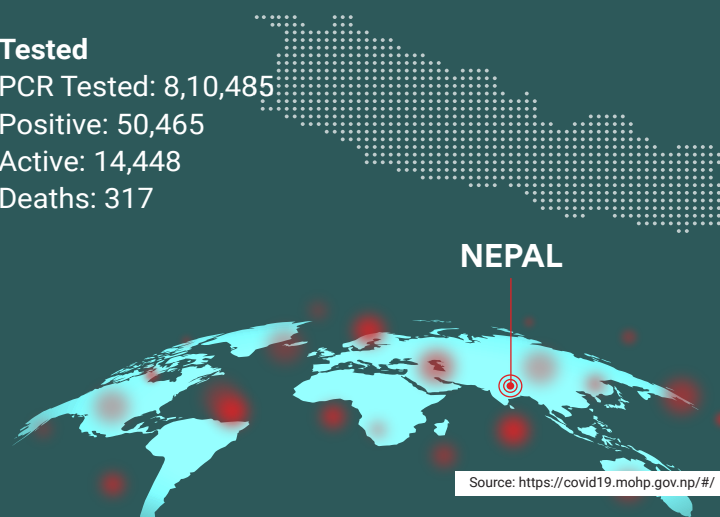 Tested
PCR Tested: 8,10,485
Positive: 50,465
Active: 14,448
Deaths: 317
NEPAL
Source: https://covid19.mohp.gov.np/#/